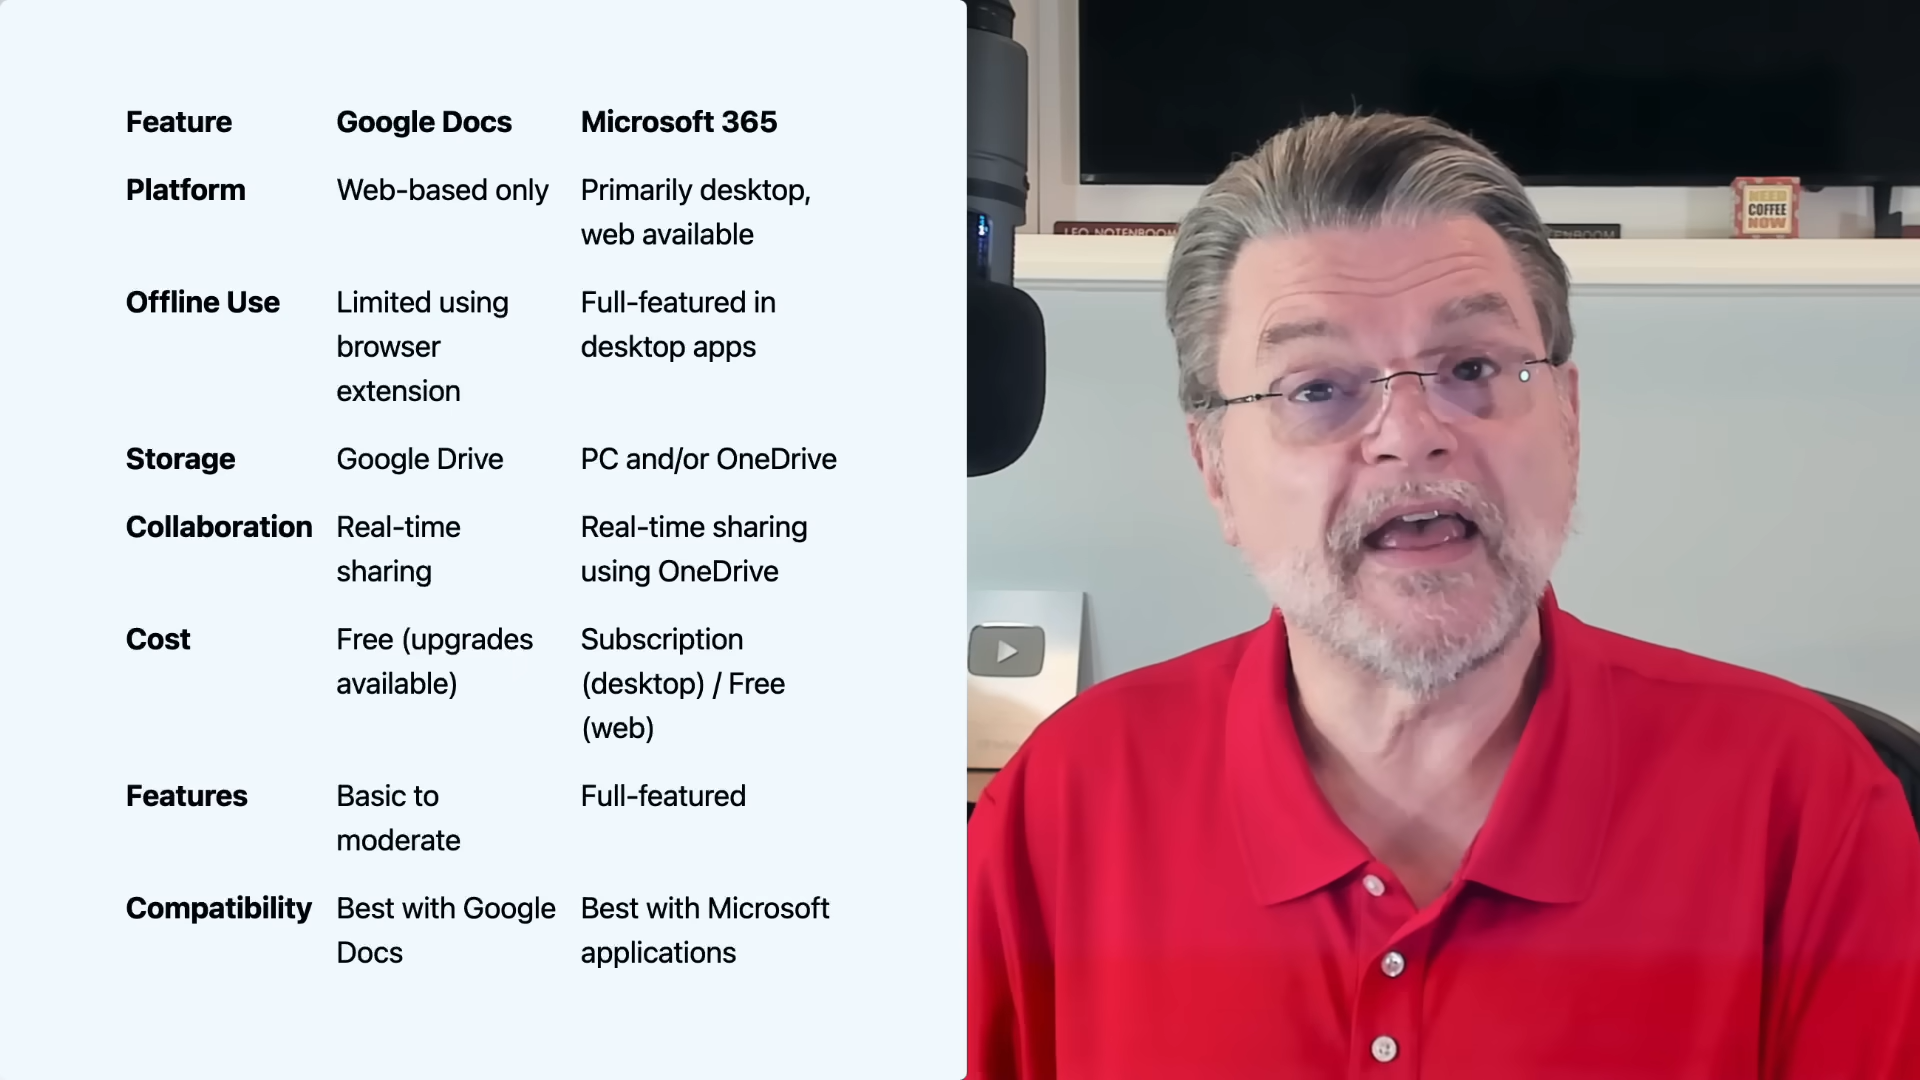 Feature Google Docs Microsoft 365
Platform Web-based only Primarily desktop,
web available
Offline Use Limited using Full-featured in
browser desktop apps
extension
Storage Google Drive PC and/or OneDrive
Collaboration Real-time Real-time sharing
sharing using OneDrive
Cost Free (upgrades Subscription
available) (desktop) / Free
(web)
Features Basic to Full-featured
moderate
Compatibility Best with Google Best with Microsoft
Docs applications
LEO NOTENBOOM
NEED
COFFEE
NOW